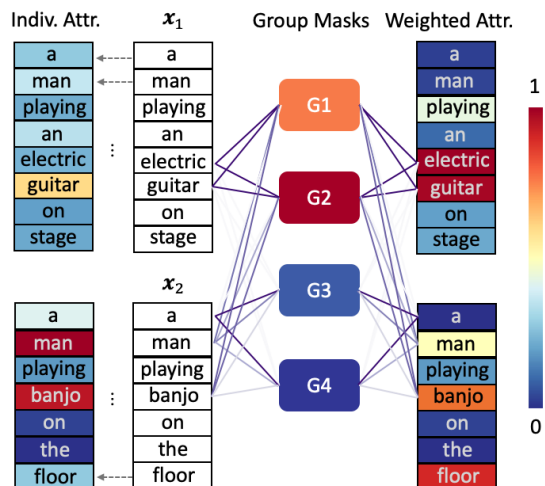 Indiv. Attr. x₁ Group Masks Weighted Attr.
a a a
man man man
playing playing playing
an an an
electric electric electric
guitar guitar guitar
on on on
stage stage stage
⋮
G1
G2
G3
G4
1
0
x₂
a a a
man man man
playing playing playing
banjo banjo banjo
on on on
the the the
floor floor floor
⋮